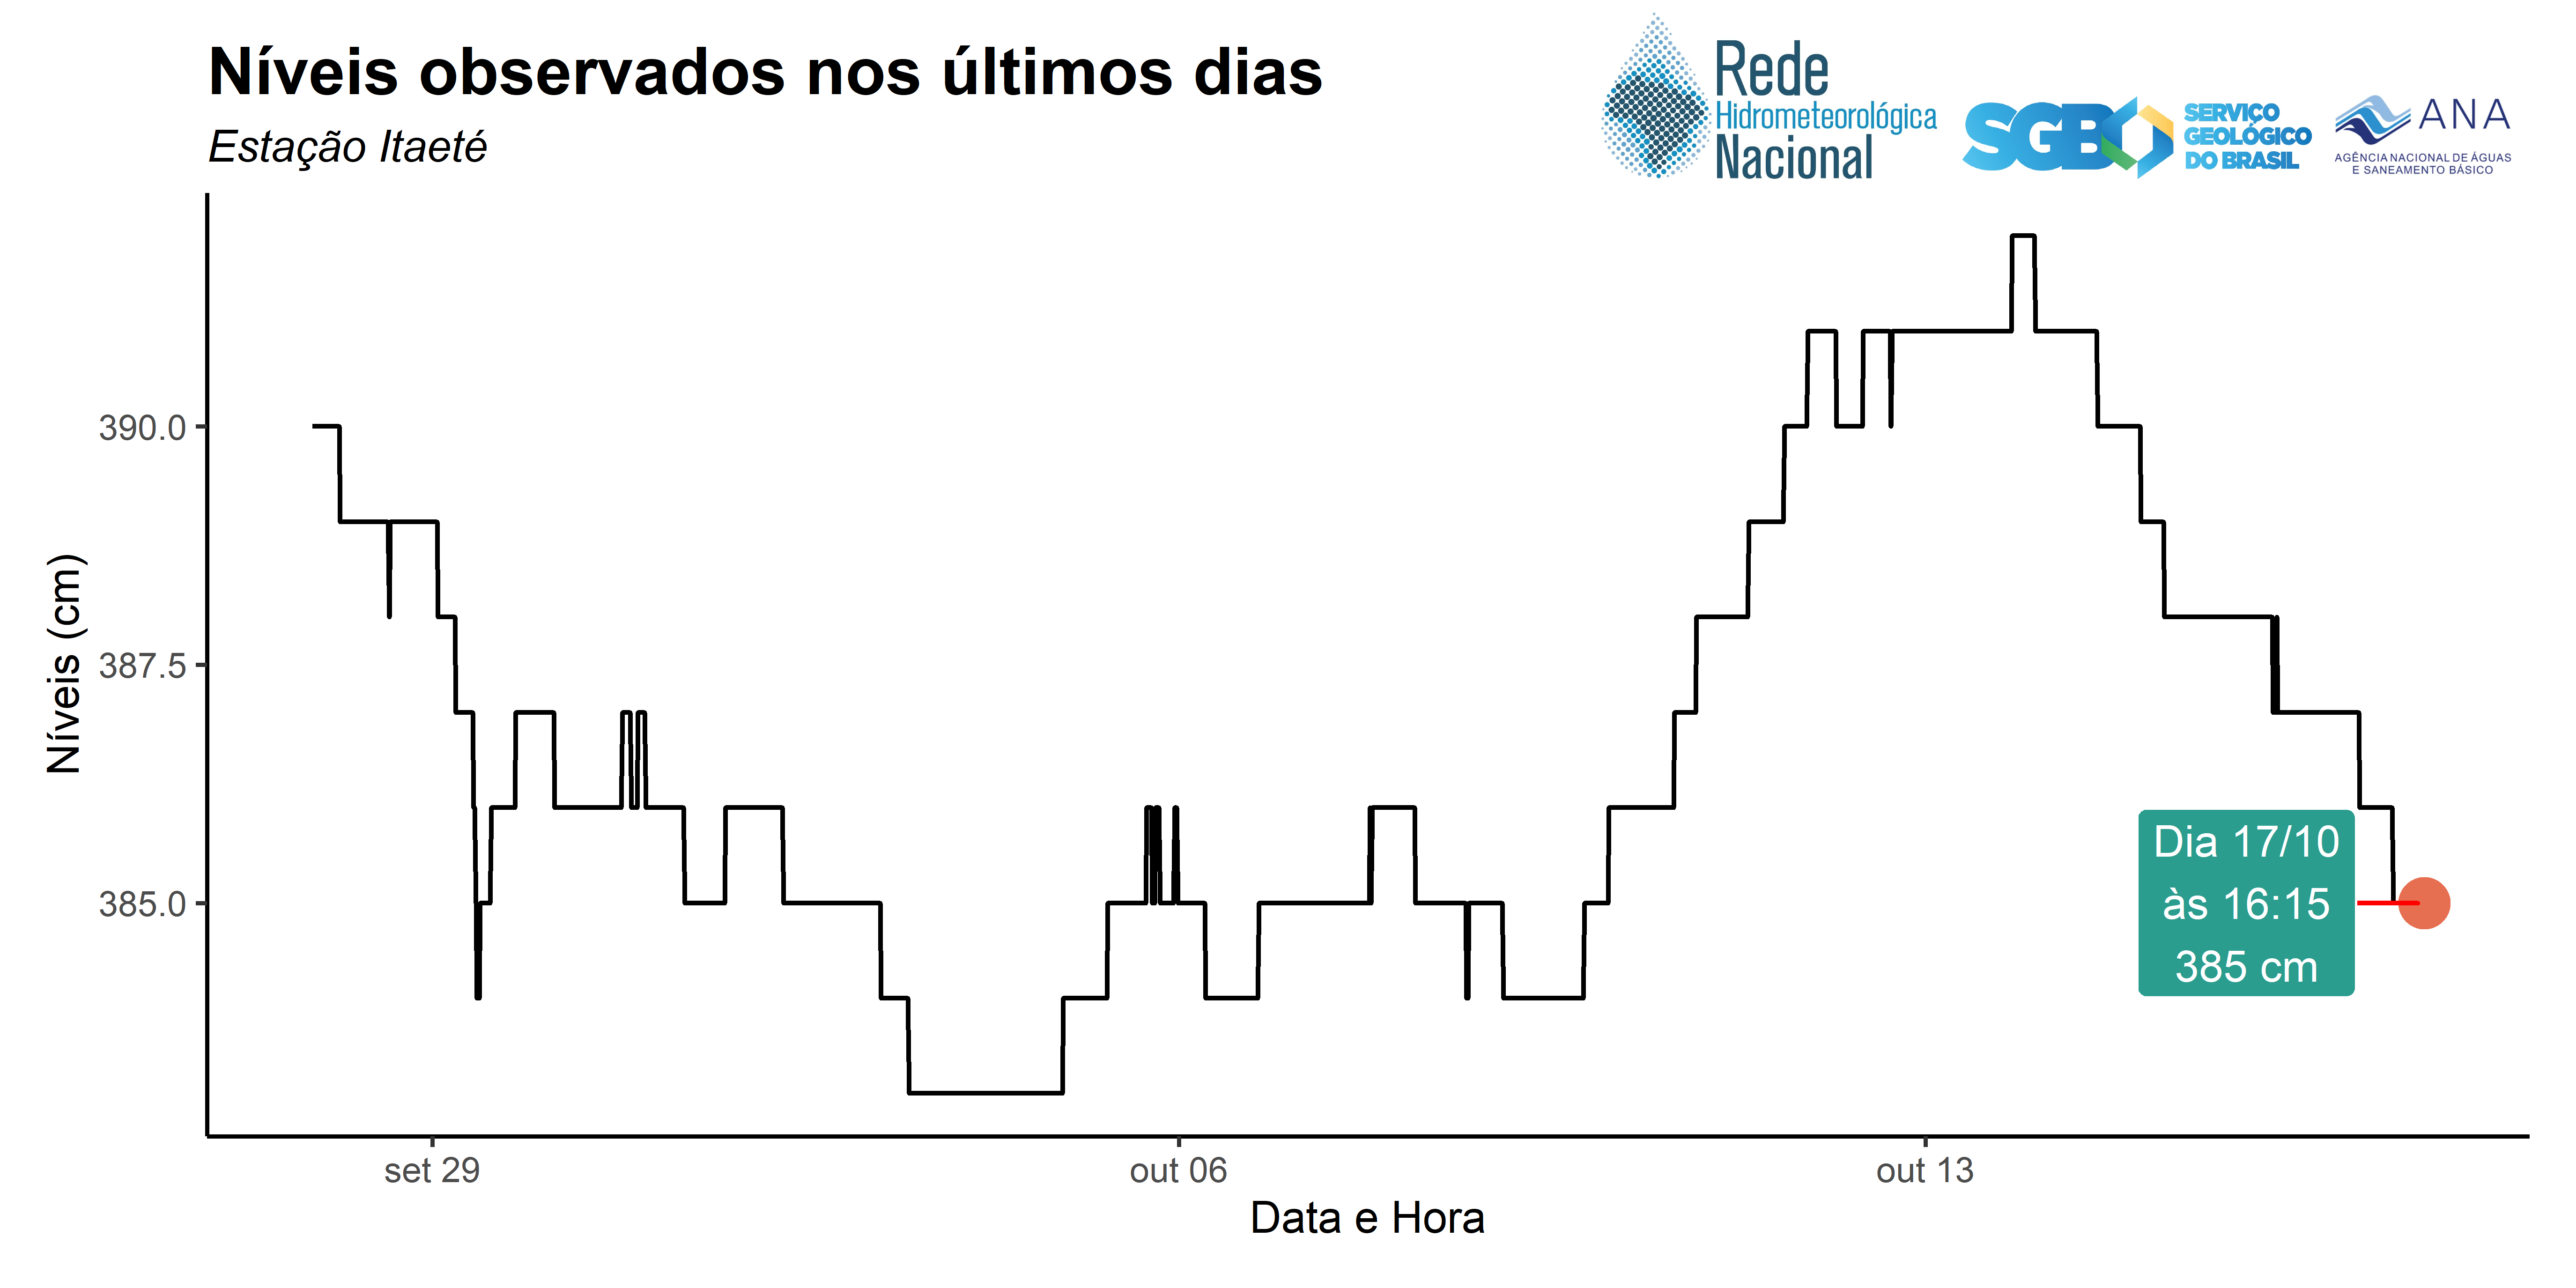 Níveis observados nos últimos dias
Estação Itaeté
Rede
Hidrometeorológica
Nacional
SGB
SERVIÇO
GEOLÓGICO
DO BRASIL
ANA
AGÊNCIA NACIONAL DE ÁGUAS
E SANEAMENTO BÁSICO
Níveis (cm)
390.0
387.5
385.0
Dia 17/10
às 16:15
385 cm
set 29
out 06
out 13
Data e Hora